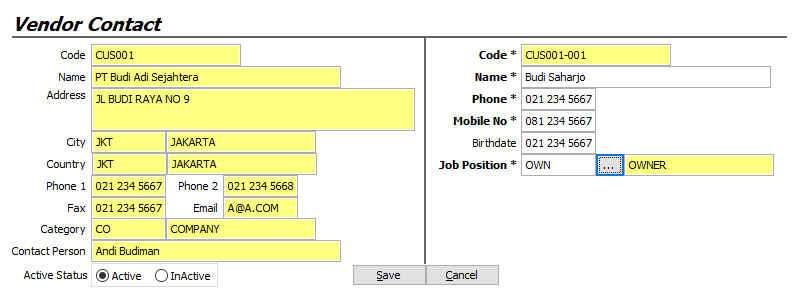 Vendor Contact
Code CUS001
Name PT Budi Adi Sejahtera
Address JL BUDI RAYA NO 9
City JKT JAKARTA
Country JKT JAKARTA
Phone 1 021 234 5667 Phone 2 021 234 5668
Fax 021 234 5667 Email A@A.COM
Category CO COMPANY
Contact Person Andi Budiman
Active Status Active InActive
Code * CUS001-001
Name * Budi Saharjo
Phone * 021 234 5667
Mobile No * 081 234 5667
Birthdate 021 234 5667
Job Position * OWN ... OWNER
Save Cancel